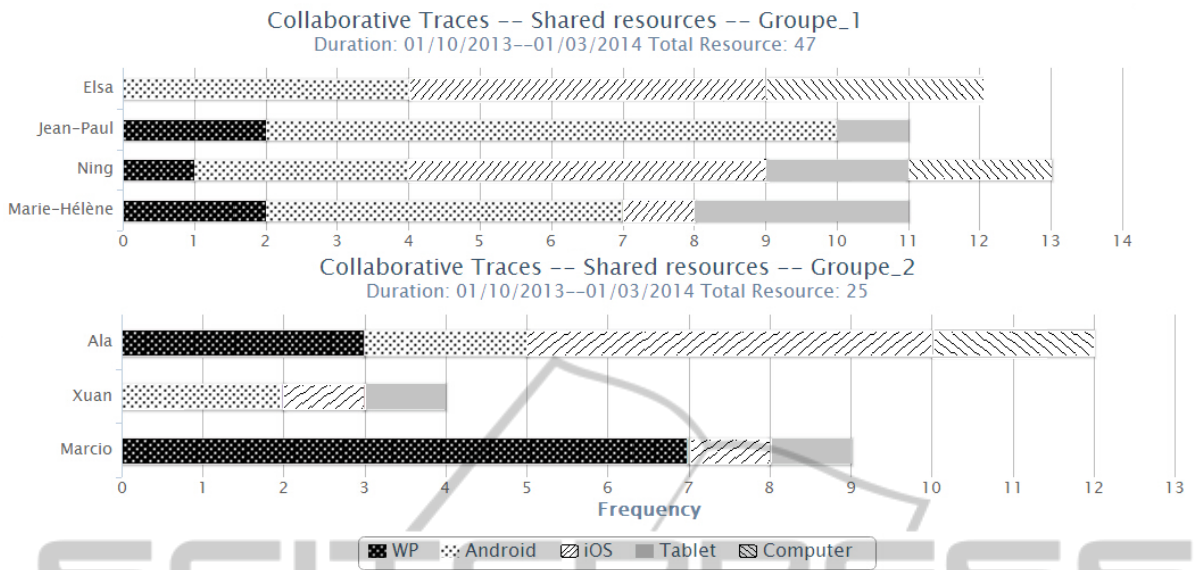 Collaborative Traces -- Shared resources -- Groupe_1
Duration: 01/10/2013--01/03/2014 Total Resource: 47
Elsa
Jean-Paul
Ning
Marie-Hélène
0 1 2 3 4 5 6 7 8 9 10 11 12 13 14
Collaborative Traces -- Shared resources -- Groupe_2
Duration: 01/10/2013--01/03/2014 Total Resource: 25
Ala
Xuan
Marcio
0 1 2 3 4 5 6 7 8 9 10 11 12 13
Frequency
WP Android iOS Tablet Computer